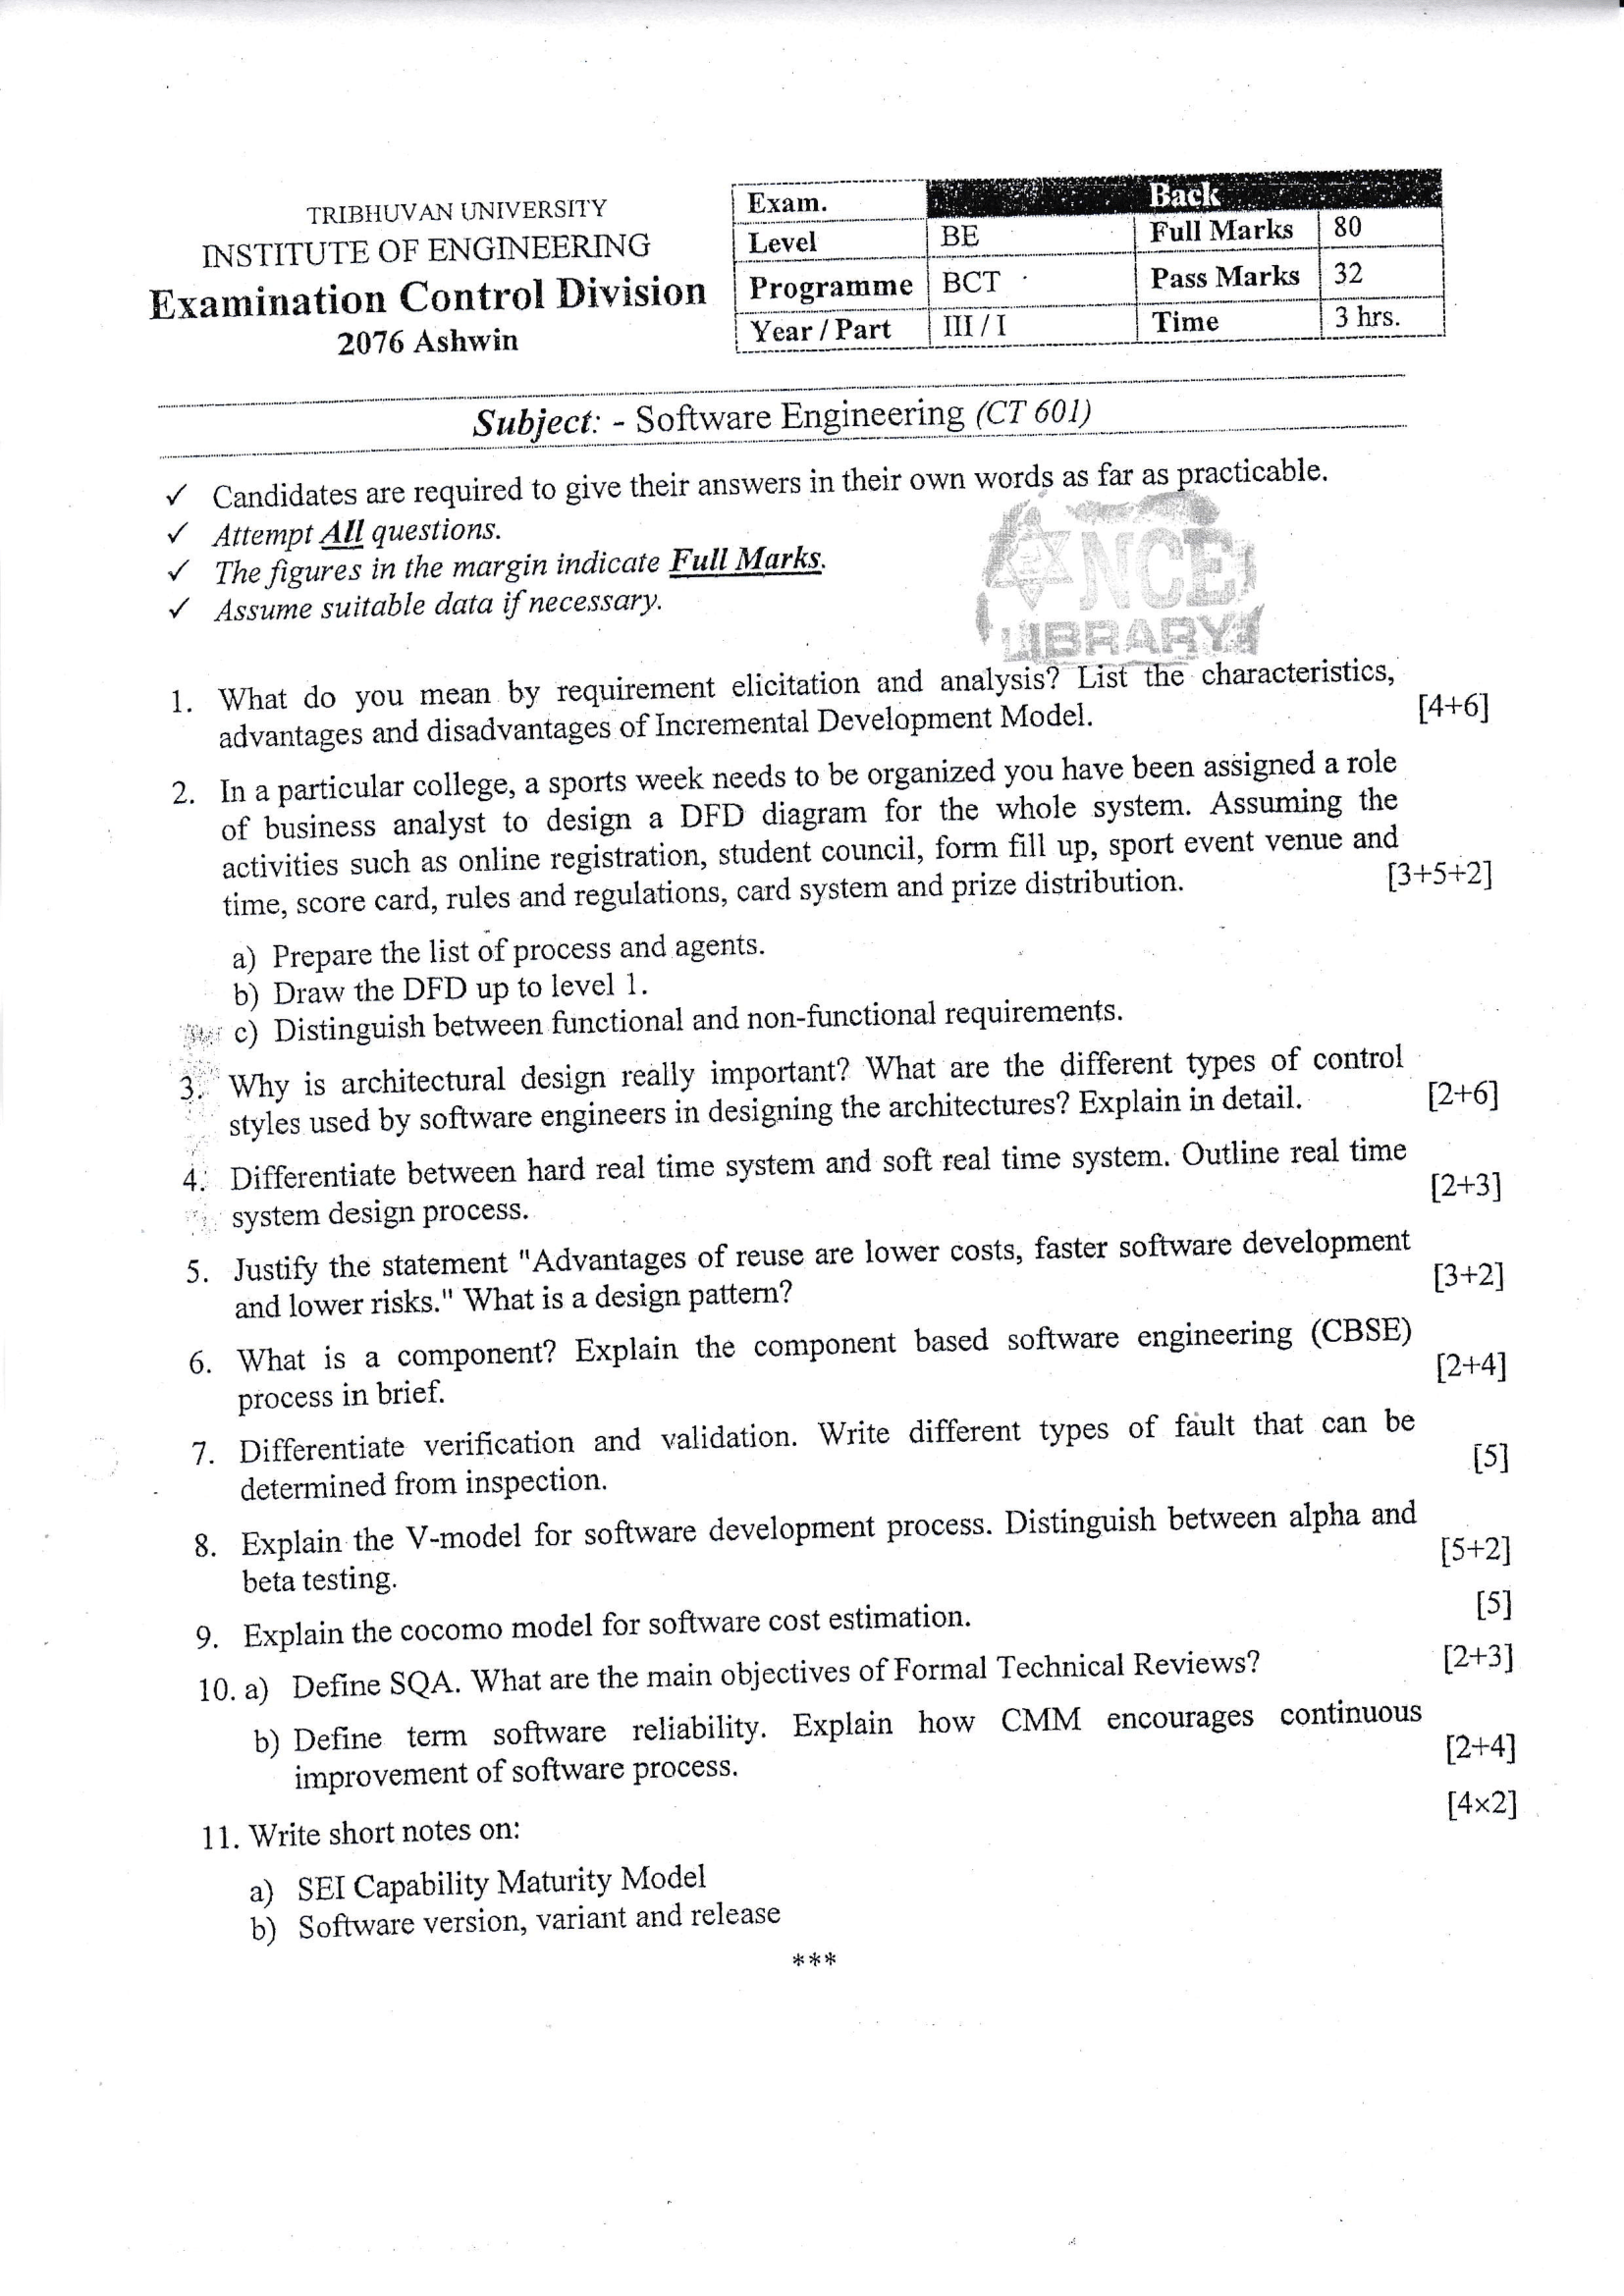 TRIBHUVAN UNIVERSITY
INSTITUTE OF ENGINEERING
Examination Control Division
2076 Ashwin
Exam. Back
Level BE Full Marks 80
Programme BCT Pass Marks 32
Year / Part III / I Time 3 hrs.
Subject: - Software Engineering (CT 601)
✓ Candidates are required to give their answers in their own words as far as practicable.
✓ Attempt All questions.
✓ The figures in the margin indicate Full Marks.
✓ Assume suitable data if necessary.
NCE
LIBRARY
1. What do you mean by requirement elicitation and analysis? List the characteristics,
advantages and disadvantages of Incremental Development Model. [4+6]
2. In a particular college, a sports week needs to be organized you have been assigned a role
of business analyst to design a DFD diagram for the whole system. Assuming the
activities such as online registration, student council, form fill up, sport event venue and
time, score card, rules and regulations, card system and prize distribution. [3+5+2]
a) Prepare the list of process and agents.
b) Draw the DFD up to level 1.
c) Distinguish between functional and non-functional requirements.
3. Why is architectural design really important? What are the different types of control
styles used by software engineers in designing the architectures? Explain in detail. [2+6]
4. Differentiate between hard real time system and soft real time system. Outline real time
system design process. [2+3]
5. Justify the statement "Advantages of reuse are lower costs, faster software development
and lower risks." What is a design pattern? [3+2]
6. What is a component? Explain the component based software engineering (CBSE)
process in brief. [2+4]
7. Differentiate verification and validation. Write different types of fault that can be
determined from inspection. [5]
8. Explain the V-model for software development process. Distinguish between alpha and
beta testing. [5+2]
9. Explain the cocomo model for software cost estimation. [5]
10. a) Define SQA. What are the main objectives of Formal Technical Reviews? [2+3]
b) Define term software reliability. Explain how CMM encourages continuous
improvement of software process. [2+4]
11. Write short notes on: [4×2]
a) SEI Capability Maturity Model
b) Software version, variant and release
***